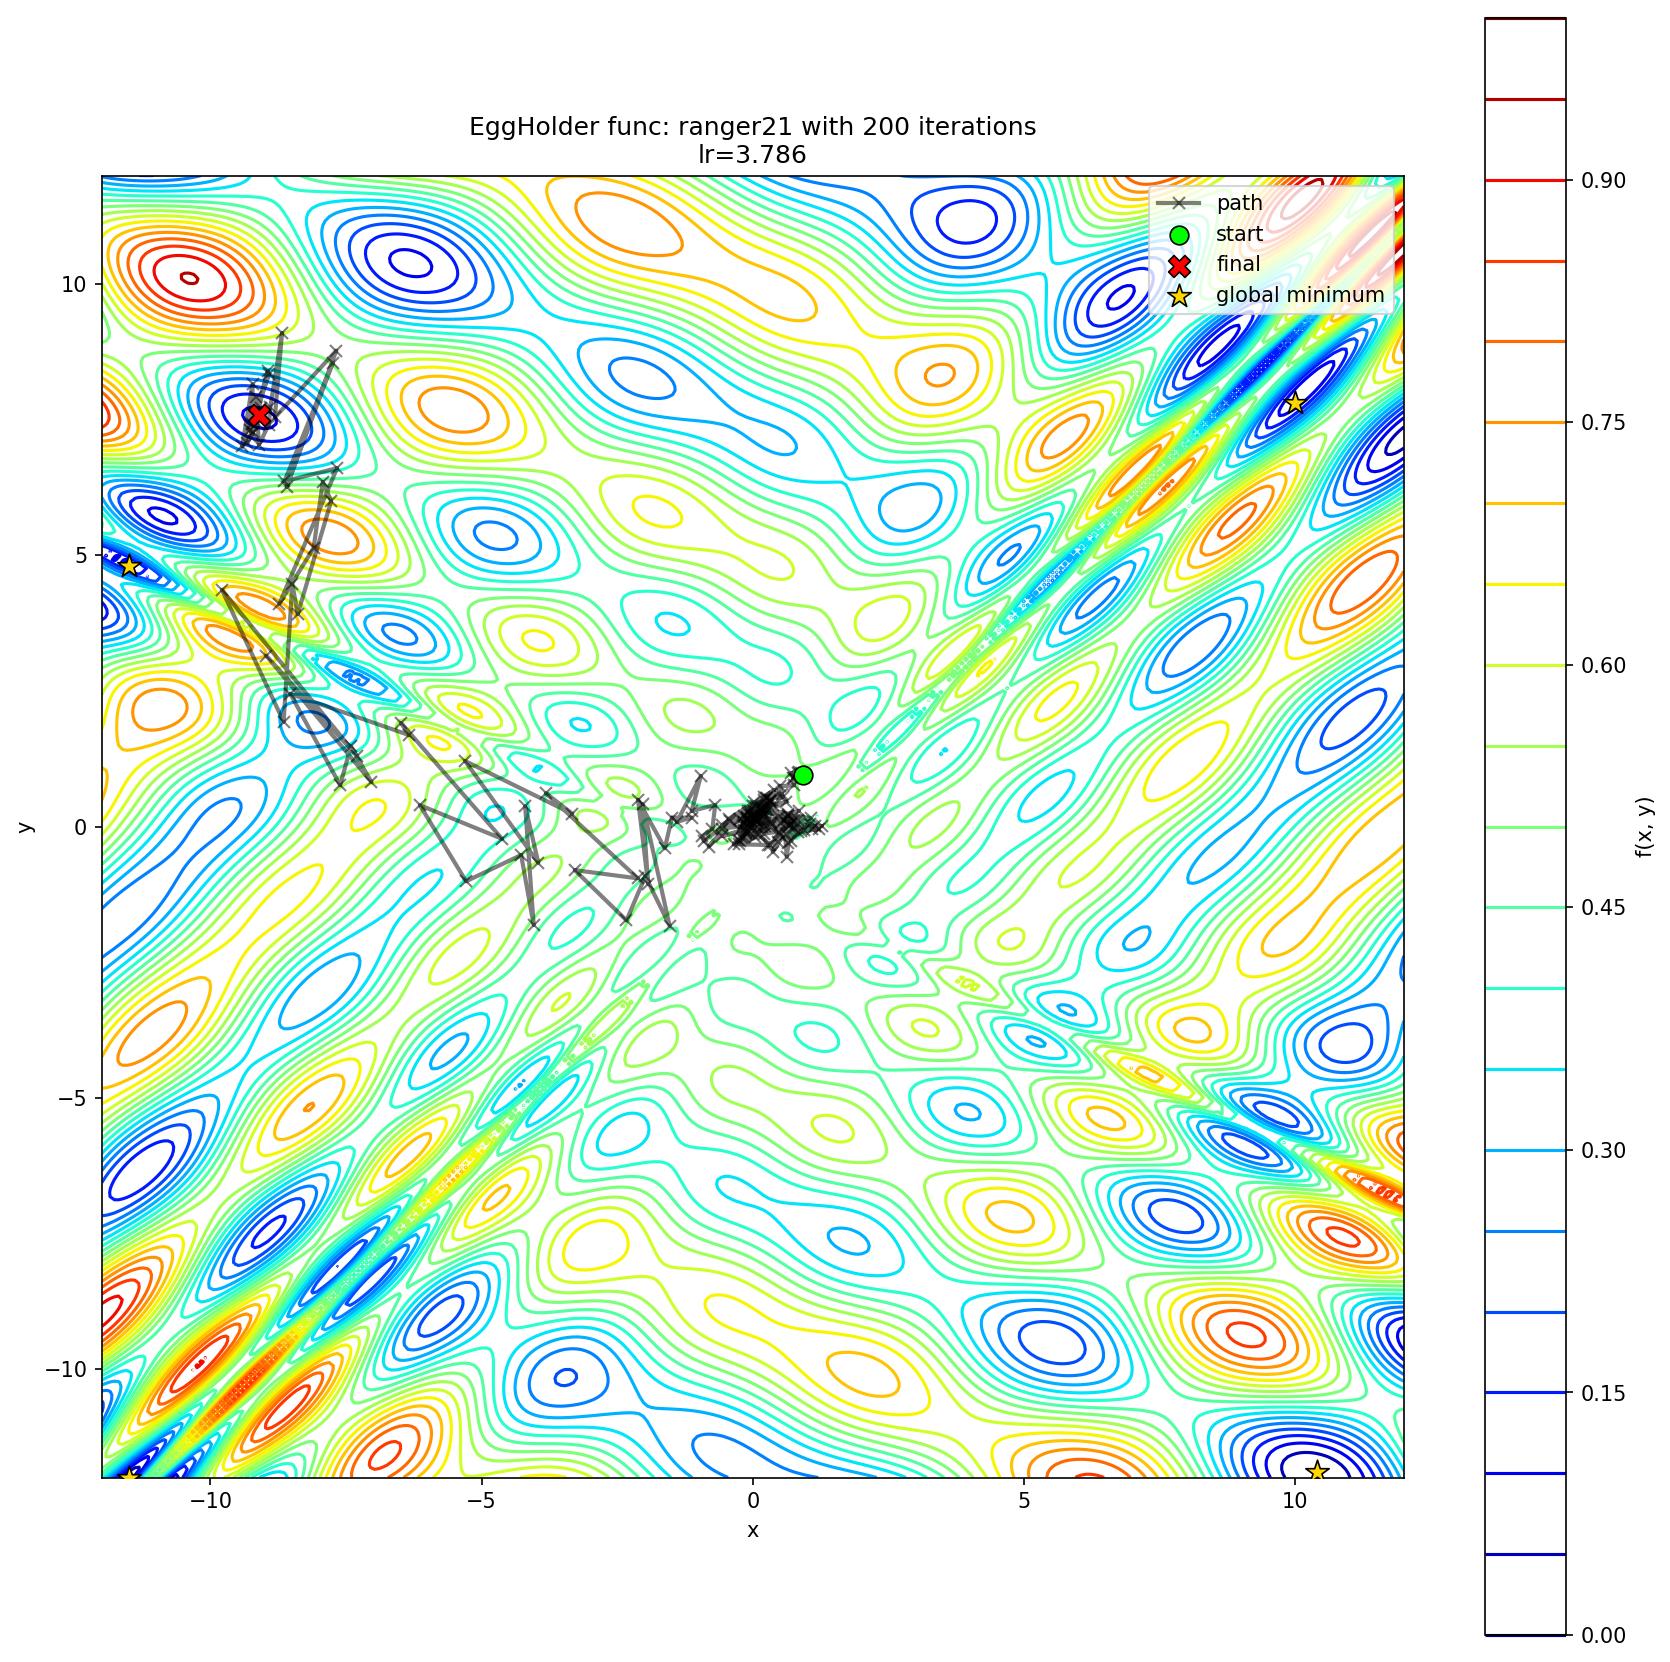 EggHolder func: ranger21 with 200 iterations
lr=3.786
path
start
final
global minimum
10
5
0
−5
−10
y
−10
−5
0
5
10
x
0.90
0.75
0.60
0.45
0.30
0.15
0.00
f(x, y)